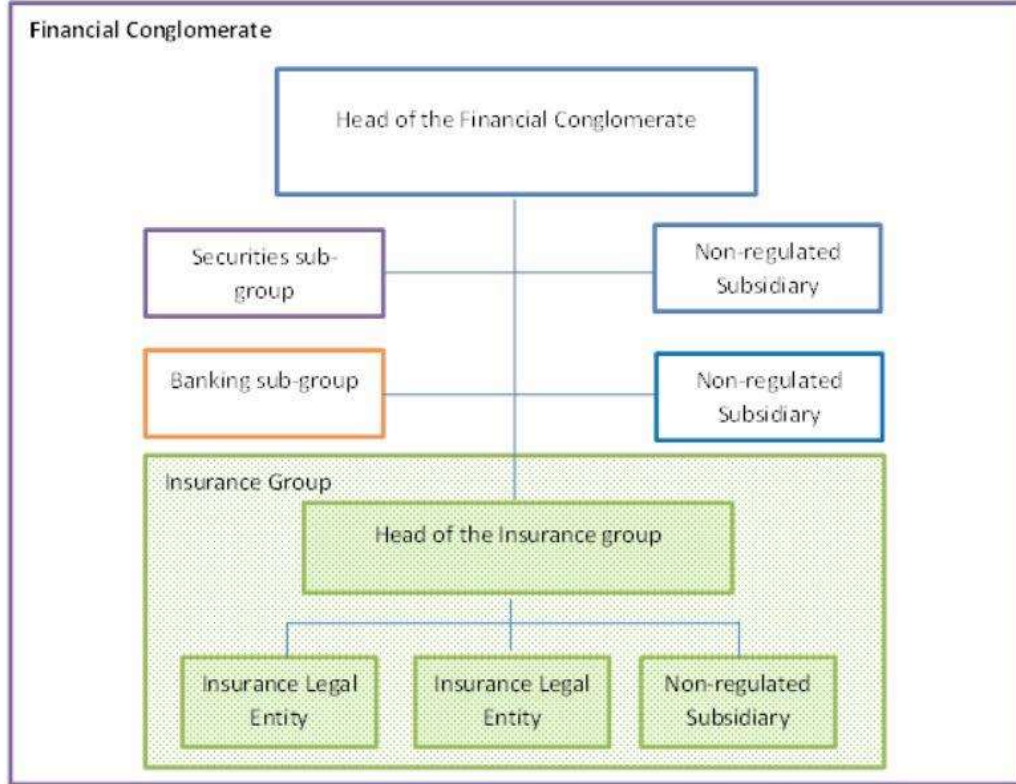 Financial Conglomerate
Head of the Financial Conglomerate
Securities sub-
group
Non-regulated
Subsidiary
Banking sub-group
Non-regulated
Subsidiary
Insurance Group
Head of the Insurance group
Insurance Legal
Entity
Insurance Legal
Entity
Non-regulated
Subsidiary